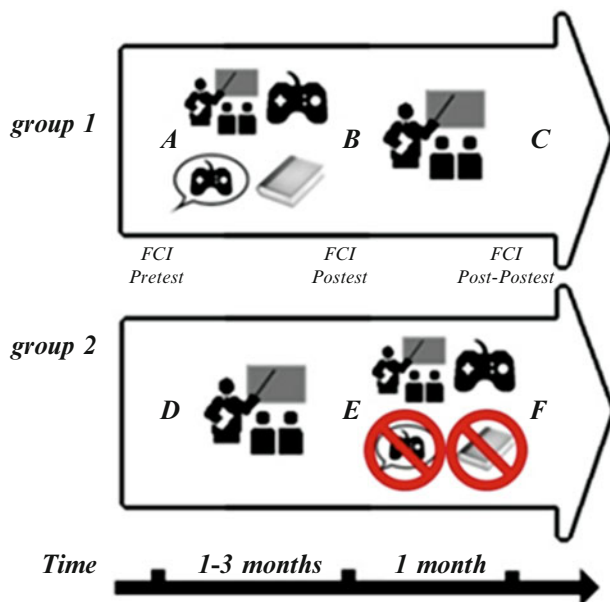 group 1
A
B
C
FCI
Pretest
FCI
Postest
FCI
Post-Postest
group 2
D
E
F
Time
1-3 months
1 month